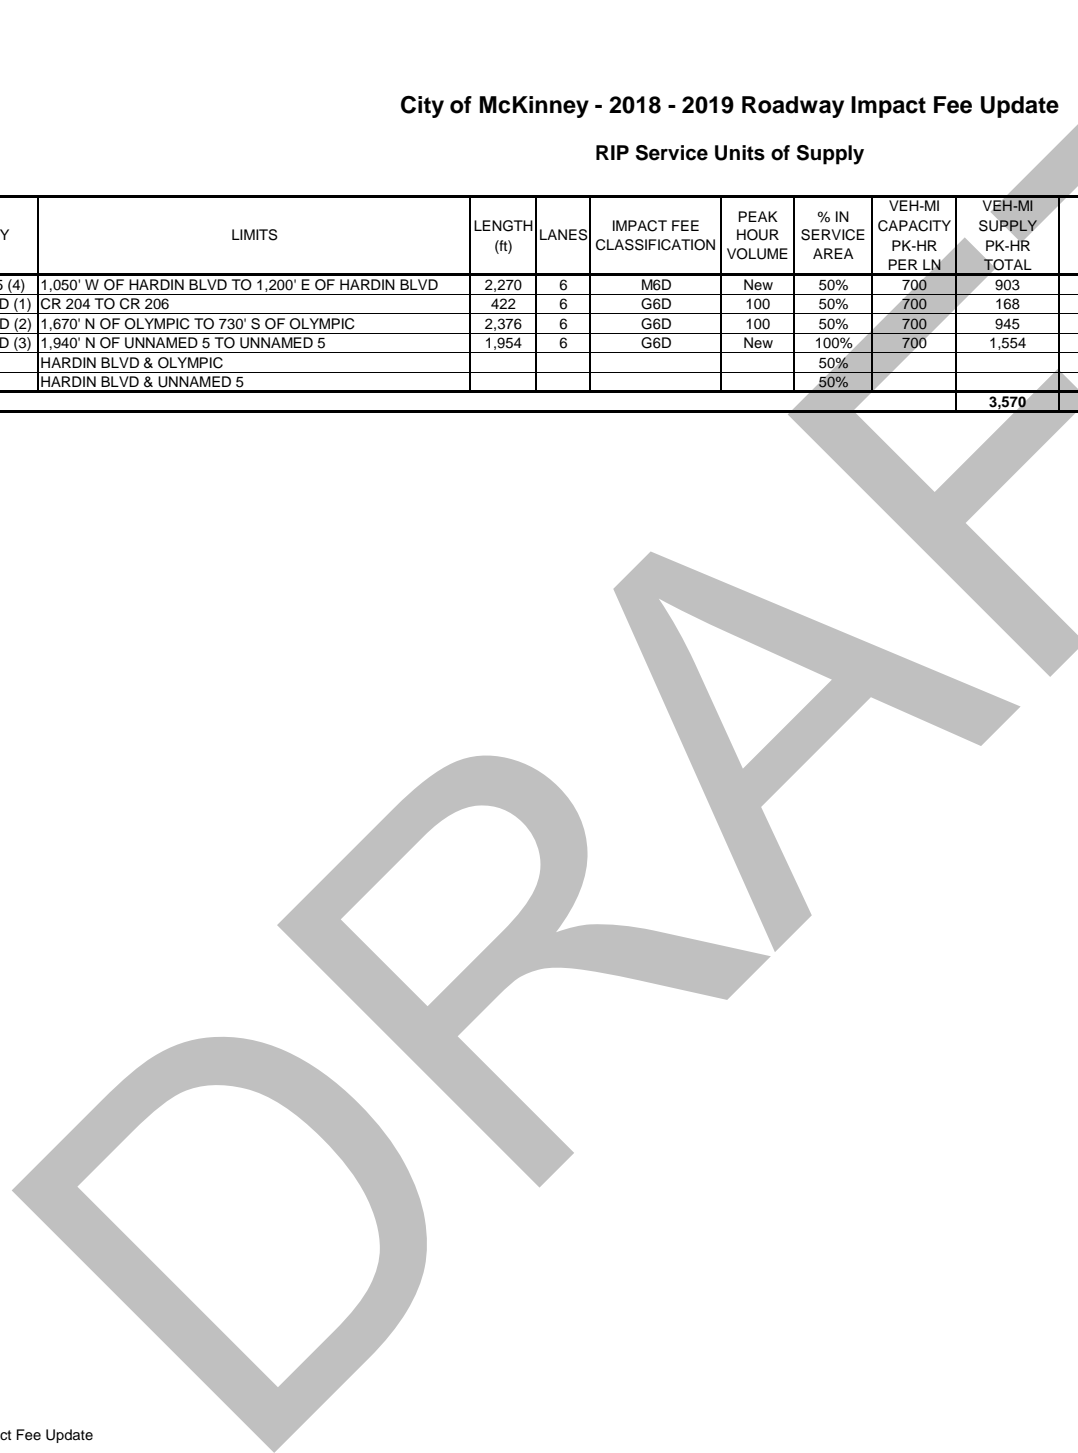 City of McKinney - 2018 - 2019 Roadway Impact Fee Update
RIP Service Units of Supply
Y LIMITS LENGTH (ft) LANES IMPACT FEE CLASSIFICATION PEAK HOUR VOLUME % IN SERVICE AREA VEH-MI CAPACITY PK-HR PER LN VEH-MI SUPPLY PK-HR TOTAL
5 (4) 1,050' W OF HARDIN BLVD TO 1,200' E OF HARDIN BLVD 2,270 6 M6D New 50% 700 903
D (1) CR 204 TO CR 206 422 6 G6D 100 50% 700 168
D (2) 1,670' N OF OLYMPIC TO 730' S OF OLYMPIC 2,376 6 G6D 100 50% 700 945
D (3) 1,940' N OF UNNAMED 5 TO UNNAMED 5 1,954 6 G6D New 100% 700 1,554
HARDIN BLVD & OLYMPIC 50%
HARDIN BLVD & UNNAMED 5 50%
3,570
DRAF
ct Fee Update